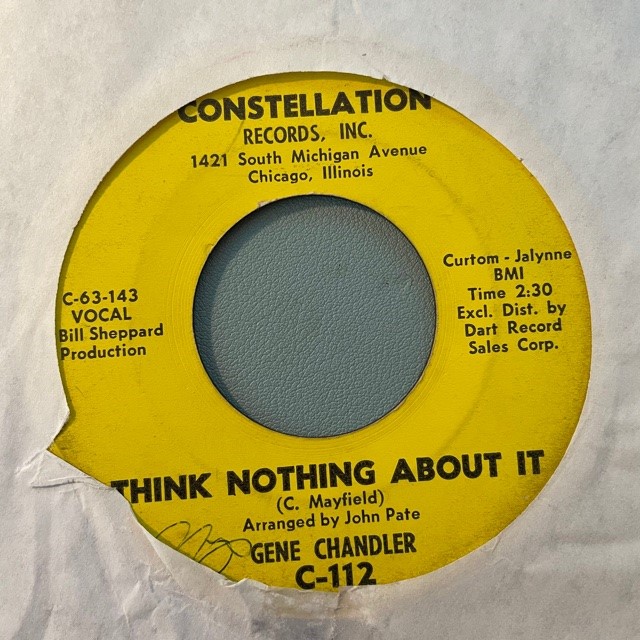 CONSTELLATION
RECORDS, INC.
1421 South Michigan Avenue
Chicago, Illinois
C-63-143
VOCAL
Bill Sheppard
Production
Curtom - Jalynne
BMI
Time 2:30
Excl. Dist. by
Dart Record
Sales Corp.
THINK NOTHING ABOUT IT
(C. Mayfield)
Arranged by John Pate
GENE CHANDLER
C-112